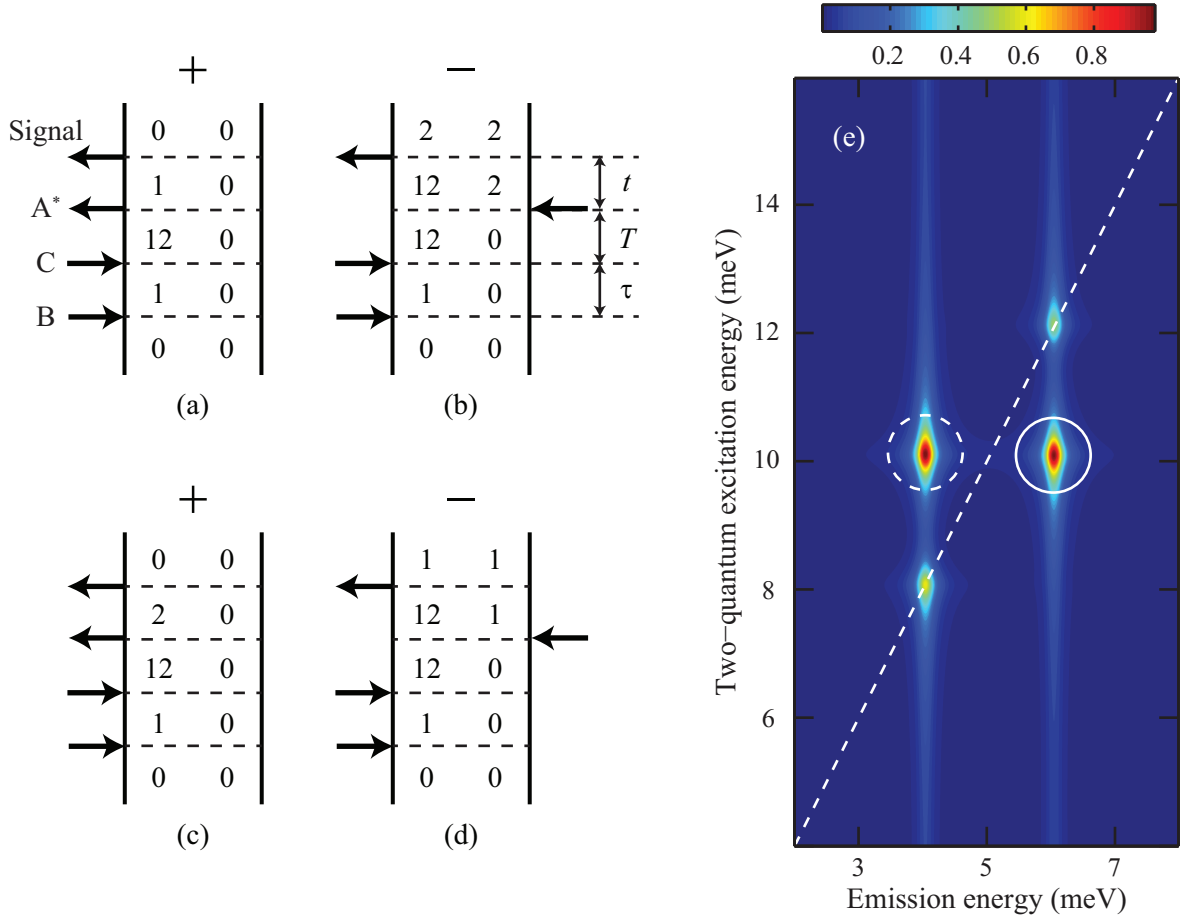 +
Signal 0 0
A* 1 0
C 12 0
B 1 0
0 0
(a)
−
2 2
12 2 t
12 0 T
1 0 τ
0 0
(b)
+
0 0
2 0
12 0
1 0
0 0
(c)
−
1 1
12 1
12 0
1 0
0 0
(d)
0.2 0.4 0.6 0.8
(e)
14
12
10
8
6
Two−quantum excitation energy (meV)
3 5 7
Emission energy (meV)